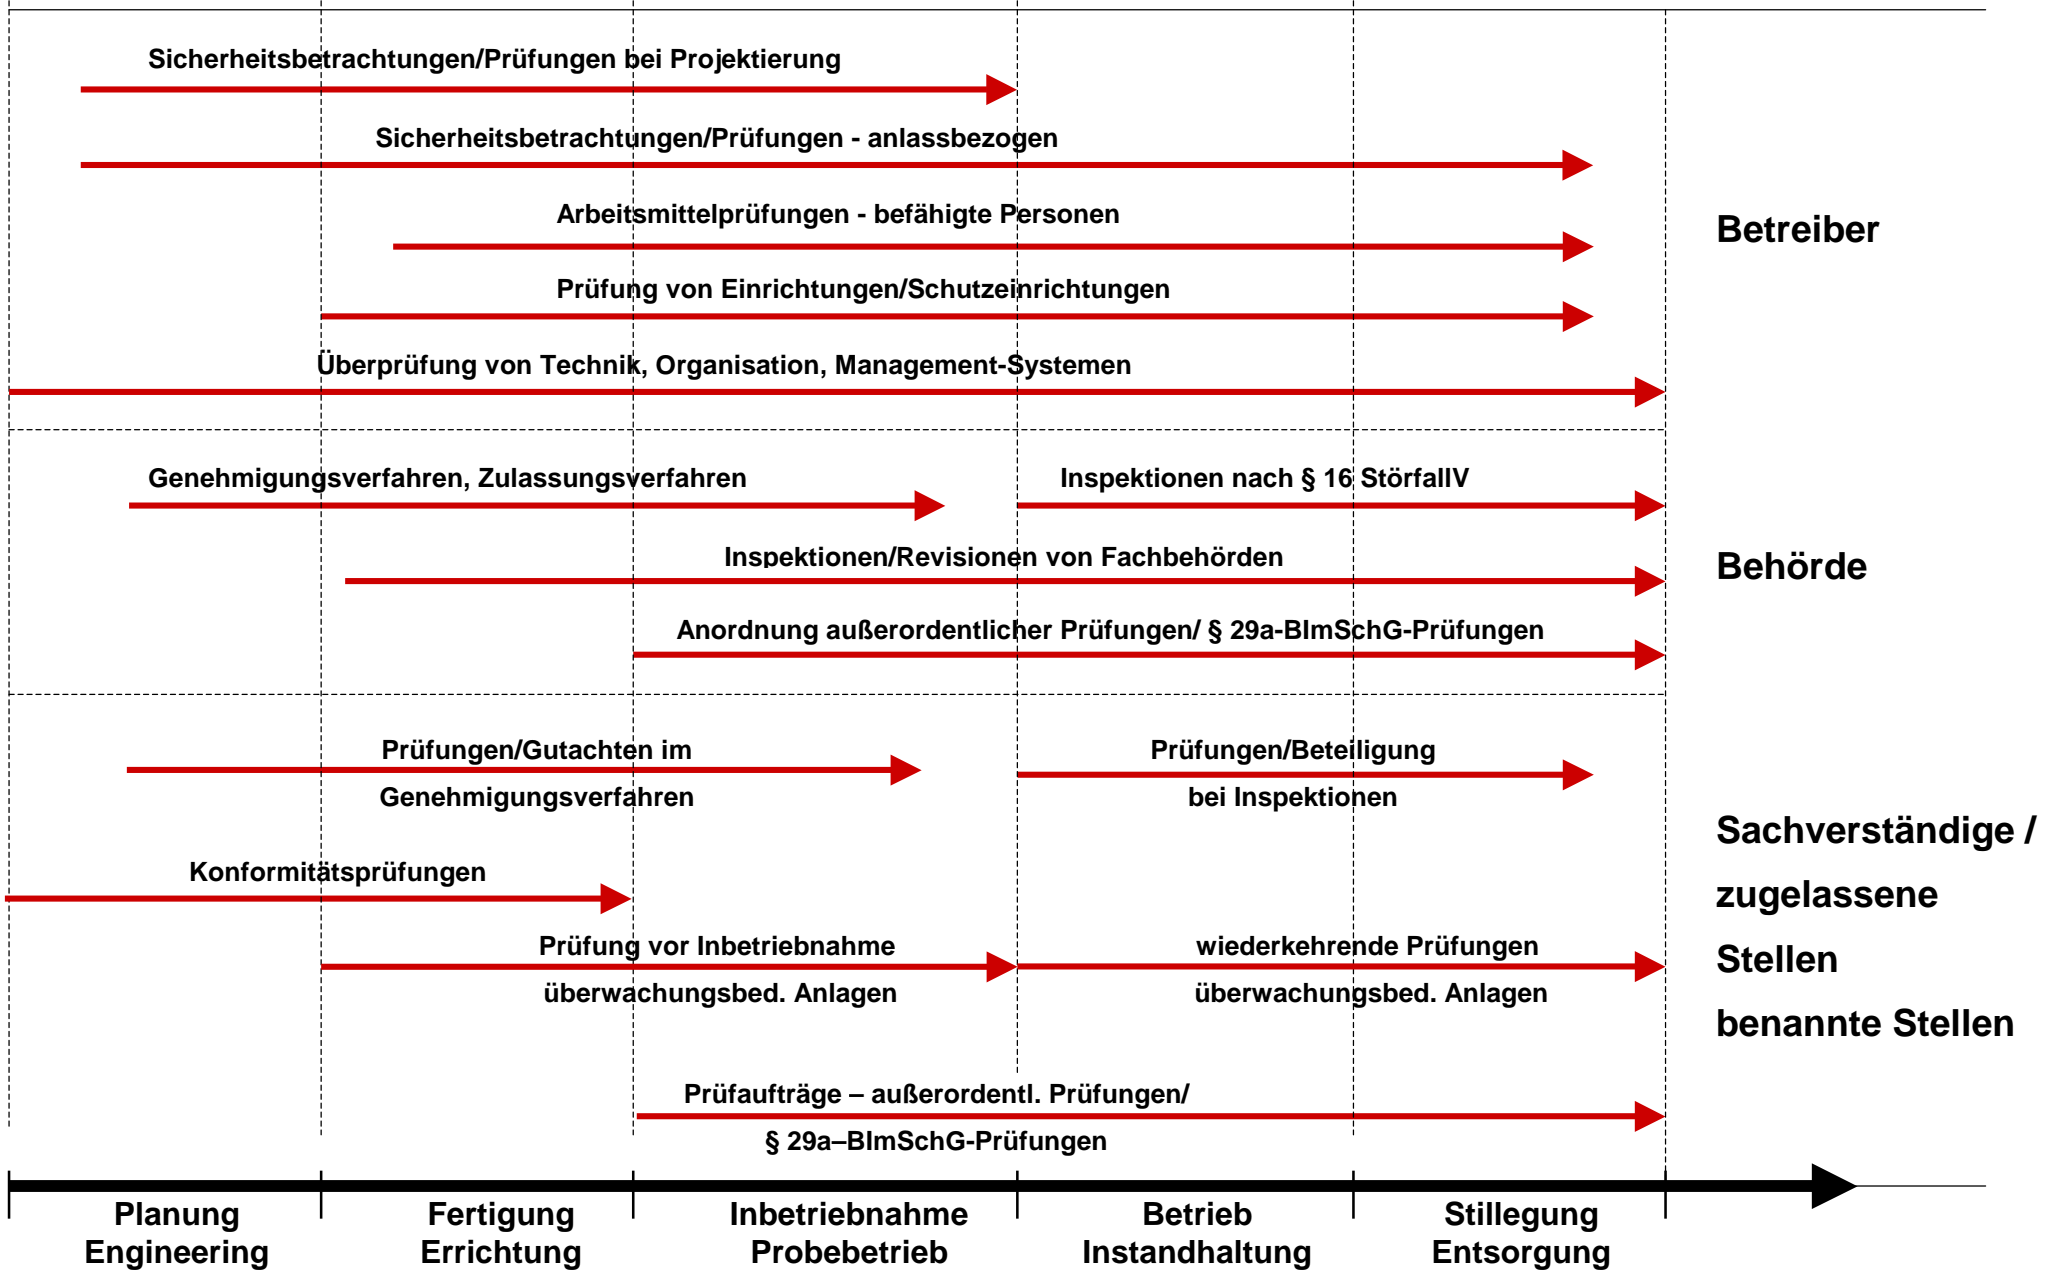 Sicherheitsbetrachtungen/Prüfungen bei Projektierung
Sicherheitsbetrachtungen/Prüfungen - anlassbezogen
Arbeitsmittelprüfungen - befähigte Personen
Prüfung von Einrichtungen/Schutzeinrichtungen
Überprüfung von Technik, Organisation, Management-Systemen
Betreiber
Genehmigungsverfahren, Zulassungsverfahren
Inspektionen nach § 16 StörfallV
Inspektionen/Revisionen von Fachbehörden
Anordnung außerordentlicher Prüfungen/ § 29a-BImSchG-Prüfungen
Behörde
Prüfungen/Gutachten im
Genehmigungsverfahren
Prüfungen/Beteiligung
bei Inspektionen
Konformitätsprüfungen
Prüfung vor Inbetriebnahme
überwachungsbed. Anlagen
wiederkehrende Prüfungen
überwachungsbed. Anlagen
Prüfaufträge – außerordentl. Prüfungen/
§ 29a–BImSchG-Prüfungen
Sachverständige /
zugelassene
Stellen
benannte Stellen
Planung
Engineering
Fertigung
Errichtung
Inbetriebnahme
Probebetrieb
Betrieb
Instandhaltung
Stillegung
Entsorgung